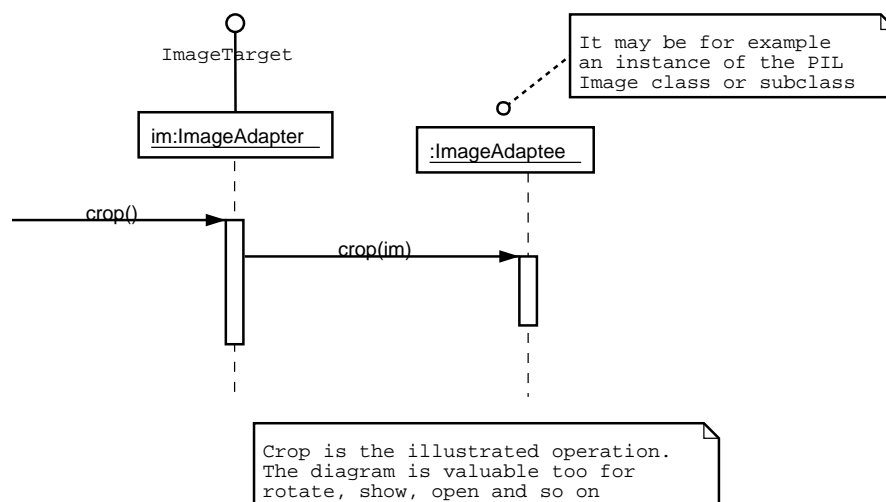 ImageTarget
It may be for example
an instance of the PIL
Image class or subclass
im:ImageAdapter
:ImageAdaptee
crop()
crop(im)
Crop is the illustrated operation.
The diagram is valuable too for
rotate, show, open and so on